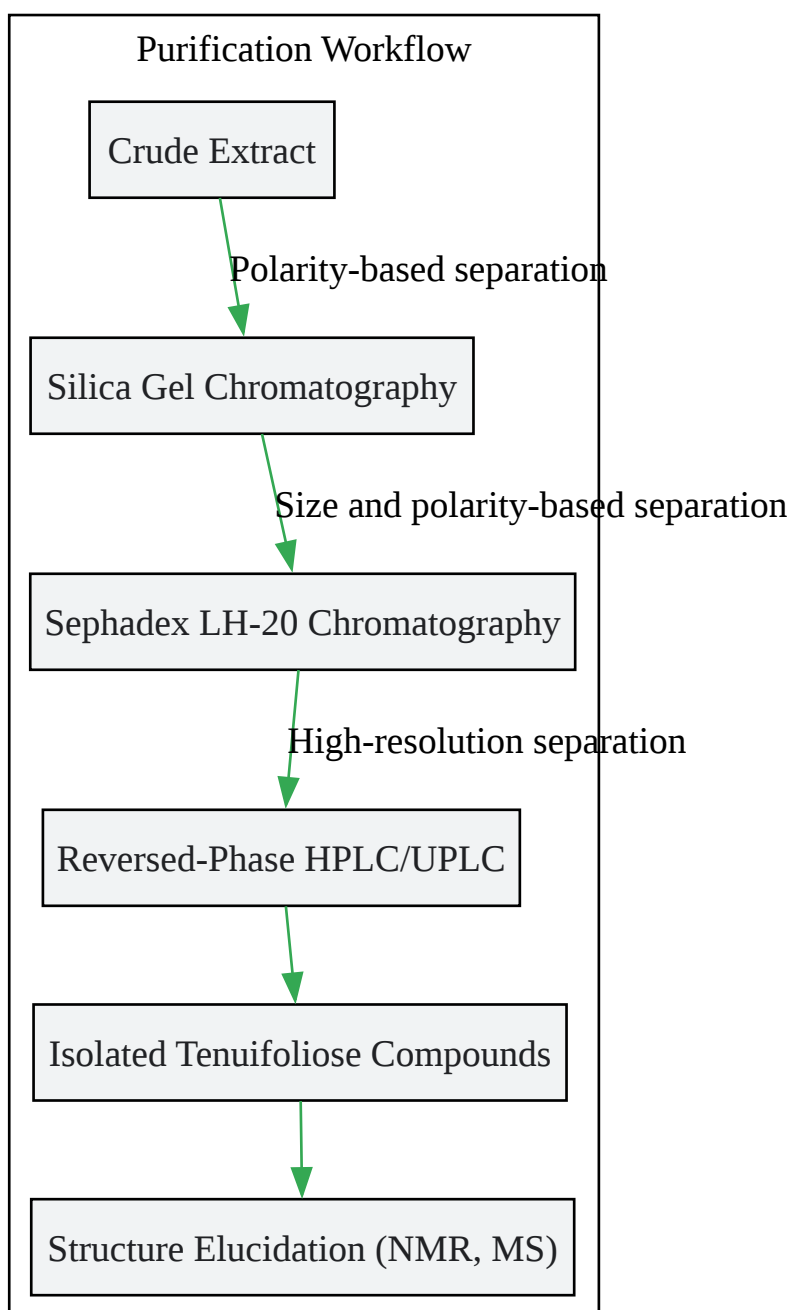 Purification Workflow
Crude Extract
Polarity-based separation
Silica Gel Chromatography
Size and polarity-based separation
Sephadex LH-20 Chromatography
High-resolution separation
Reversed-Phase HPLC/UPLC
Isolated Tenuifoliose Compounds
Structure Elucidation (NMR, MS)